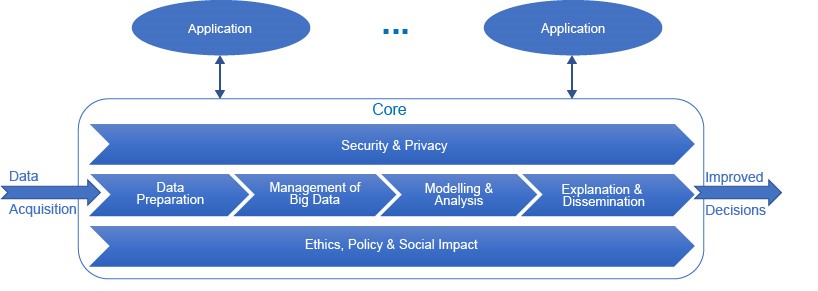 Application
...
Application
Core
Security & Privacy
Data
Acquisition
Data
Preparation
Management of
Big Data
Modelling &
Analysis
Explanation &
Dissemination
Improved
Decisions
Ethics, Policy & Social Impact